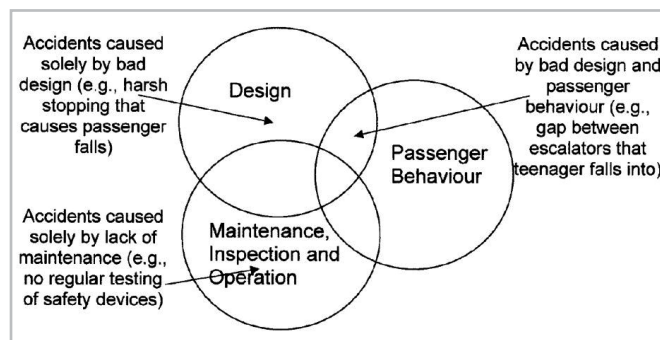 Accidents caused
solely by bad
design (e.g., harsh
stopping that
causes passenger
falls)
Design
Accidents caused
by bad design and
passenger
behaviour (e.g.,
gap between
escalators that
teenager falls into)
Passenger
Behaviour
Accidents caused
solely by lack of
maintenance (e.g.,
no regular testing
of safety devices)
Maintenance,
Inspection and
Operation